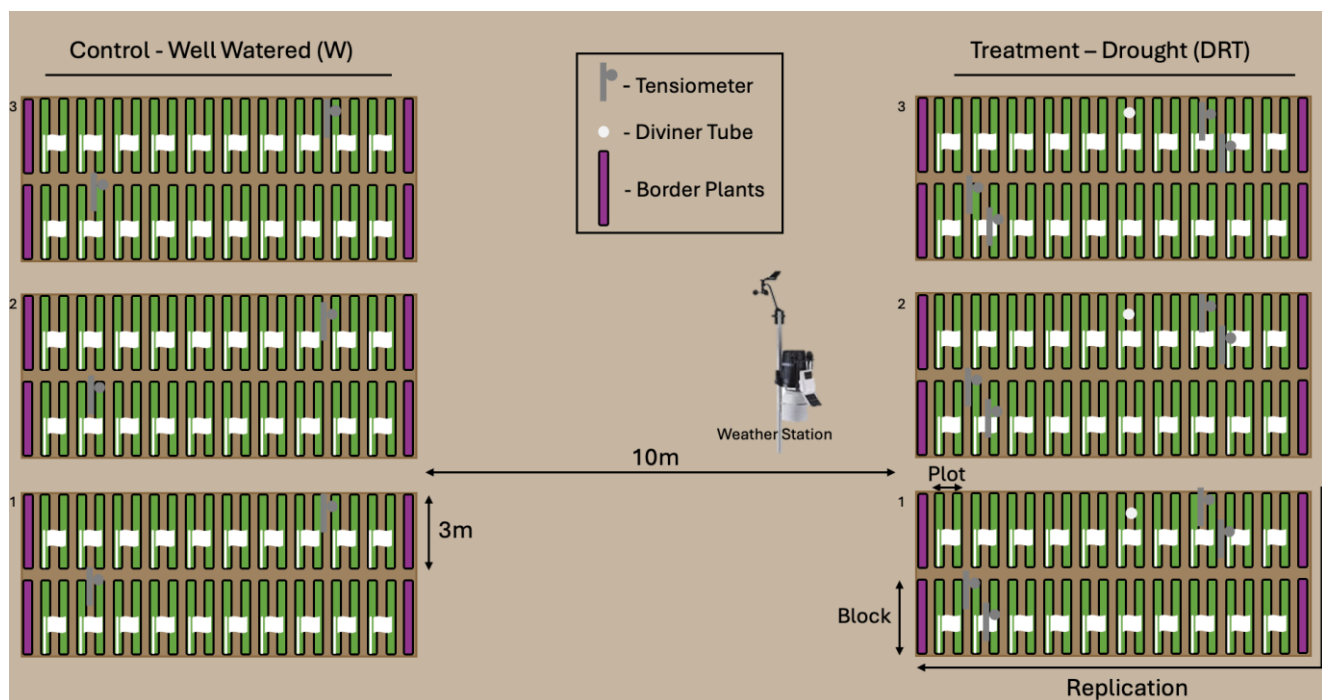 Control - Well Watered (W)
Treatment – Drought (DRT)
- Tensiometer
- Diviner Tube
- Border Plants
3
3
2
2
Weather Station
10m
Plot
1
1
3m
Block
Replication